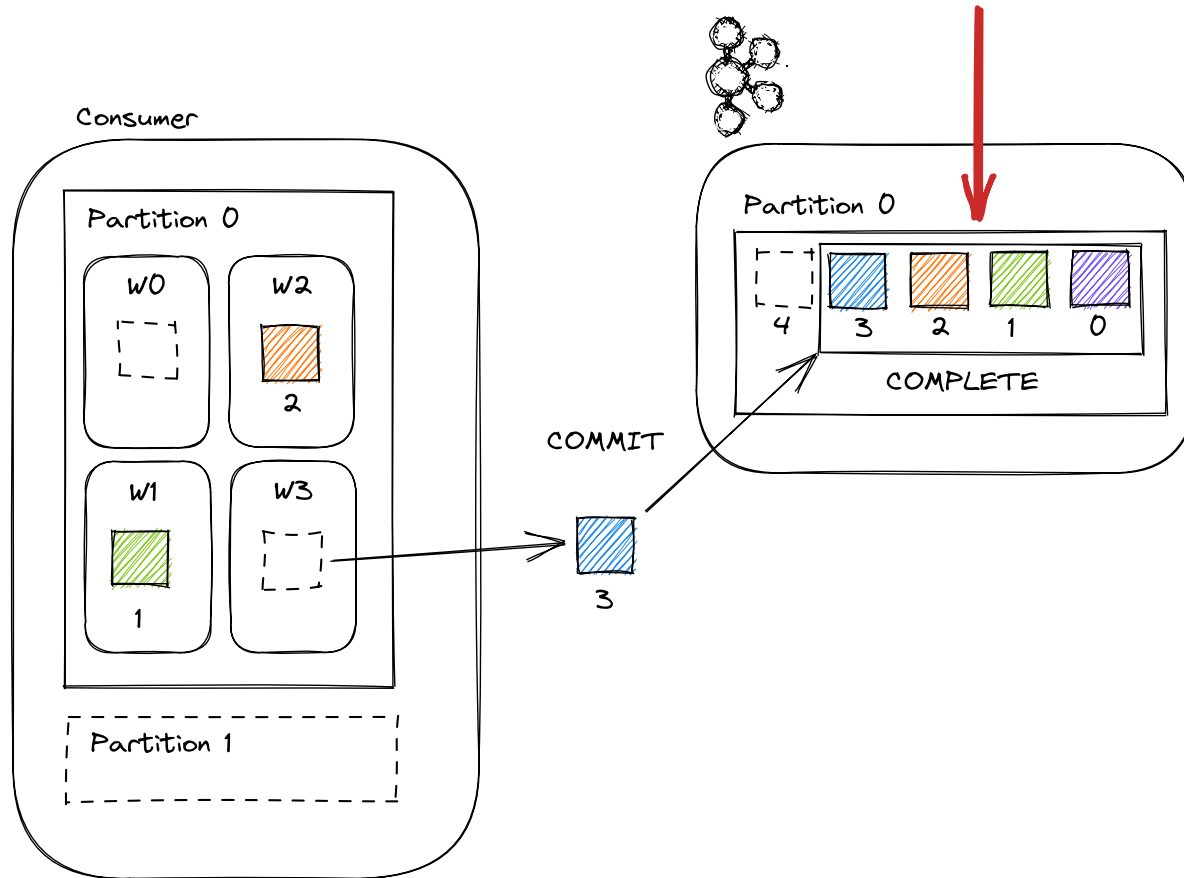 Consumer
Partition 0
W0
W2
2
W1
W3
1
Partition 1
COMMIT
3
Partition 0
4 3 2 1 0
COMPLETE